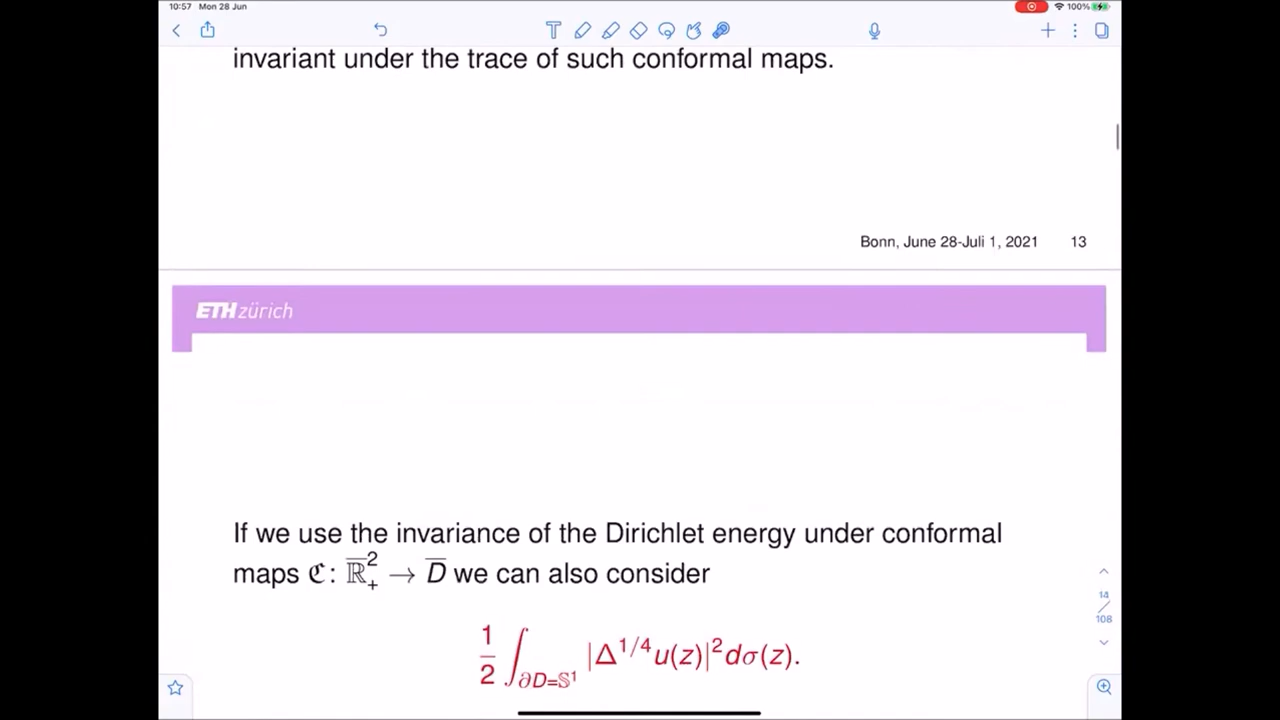 10:57 Mon 28 Jun
100%
invariant under the trace of such conformal maps.
Bonn, June 28-Juli 1, 2021 13
ETH zürich
If we use the invariance of the Dirichlet energy under conformal
maps ℭ: ℝ̅²₊ → D̅ we can also consider
1/2 ∫_{∂D=𝕊¹} |Δ^{1/4}u(z)|²dσ(z).
14
/
108